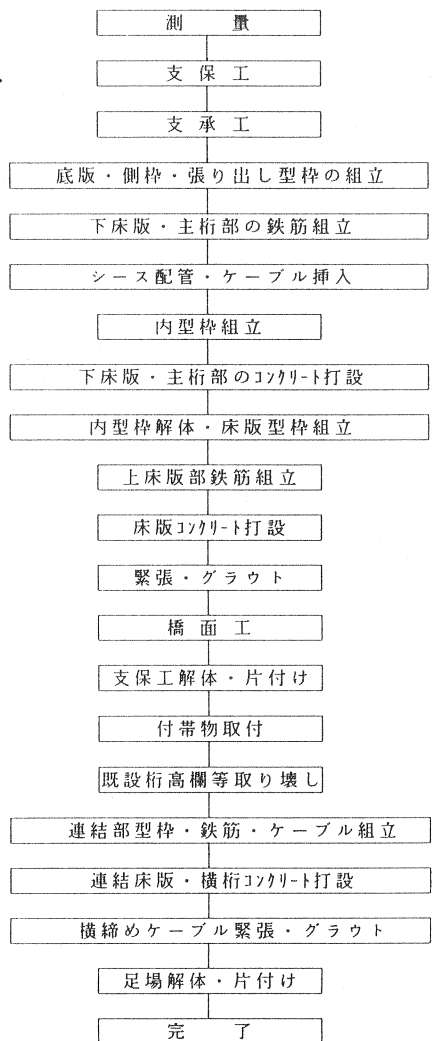 測量
支保工
支承工
底版・側枠・張り出し型枠の組立
下床版・主桁部の鉄筋組立
シース配管・ケーブル挿入
内型枠組立
下床版・主桁部のｺﾝｸﾘｰﾄ打設
内型枠解体・床版型枠組立
上床版部鉄筋組立
床版ｺﾝｸﾘｰﾄ打設
緊張・グラウト
橋面工
支保工解体・片付け
付帯物取付
既設桁高欄等取り壊し
連結部型枠・鉄筋・ケーブル組立
連結床版・横桁ｺﾝｸﾘｰﾄ打設
横締めケーブル緊張・グラウト
足場解体・片付け
完了